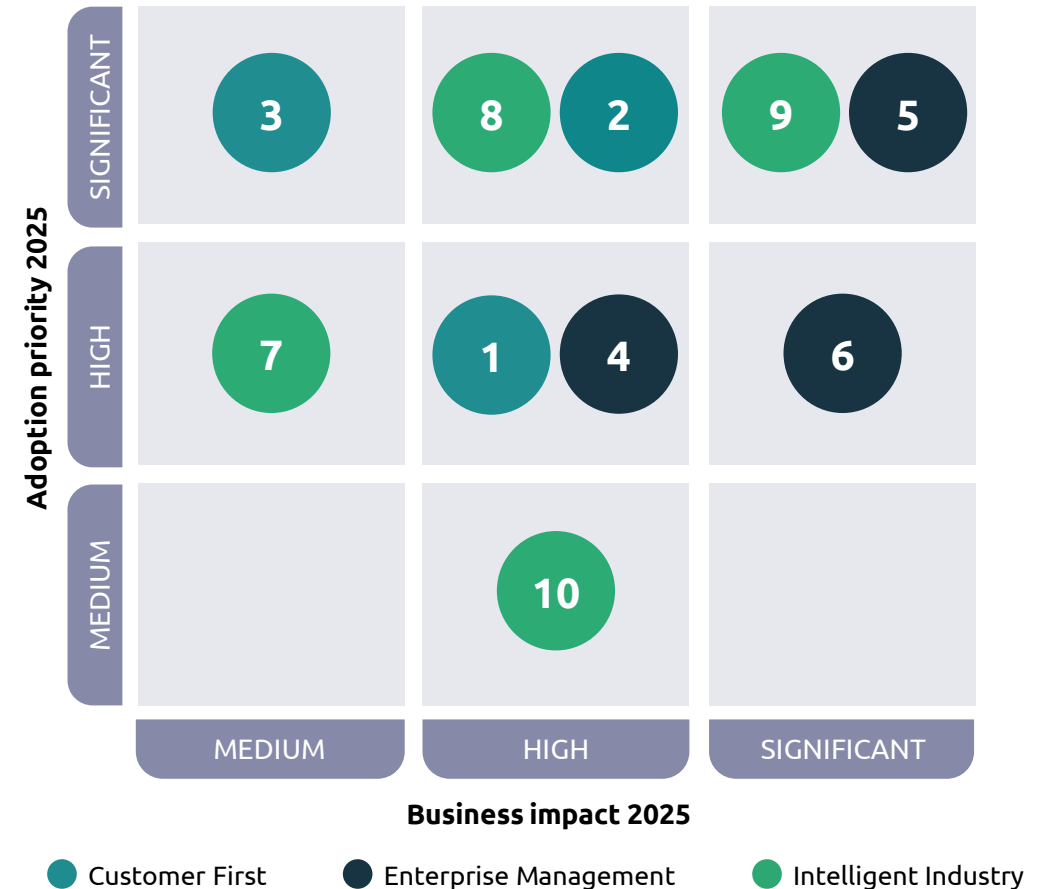 Adoption priority 2025
SIGNIFICANT
3
8
2
9
5
HIGH
7
1
4
6
MEDIUM
10
MEDIUM
HIGH
SIGNIFICANT
Business impact 2025
Customer First
Enterprise Management
Intelligent Industry